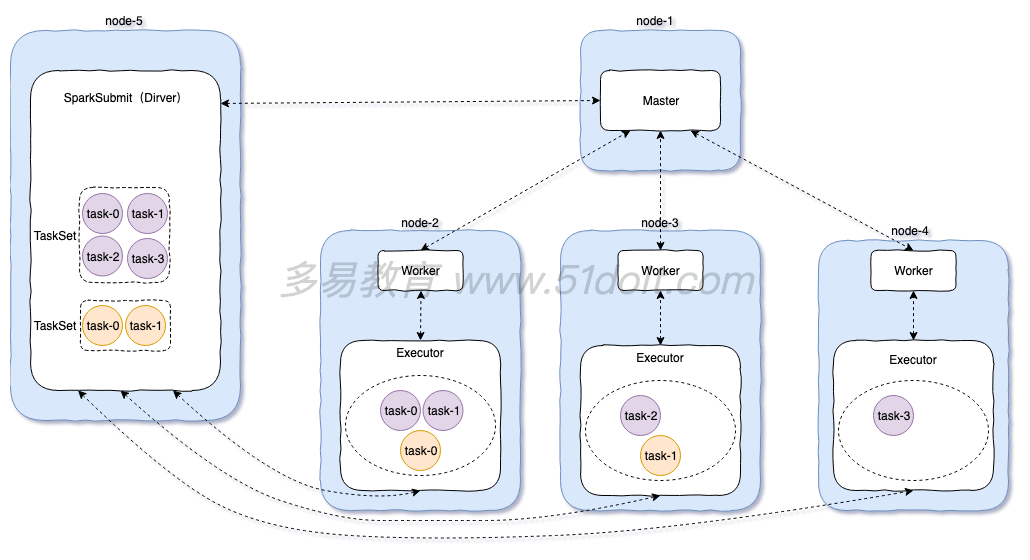 node-5
SparkSubmit（Dirver）
TaskSet
task-0
task-1
task-2
task-3
TaskSet
task-0
task-1
node-1
Master
node-2
Worker
Executor
task-0
task-1
task-0
node-3
Worker
Executor
task-2
task-1
node-4
Worker
Executor
task-3
多易教育 www.51doit.com